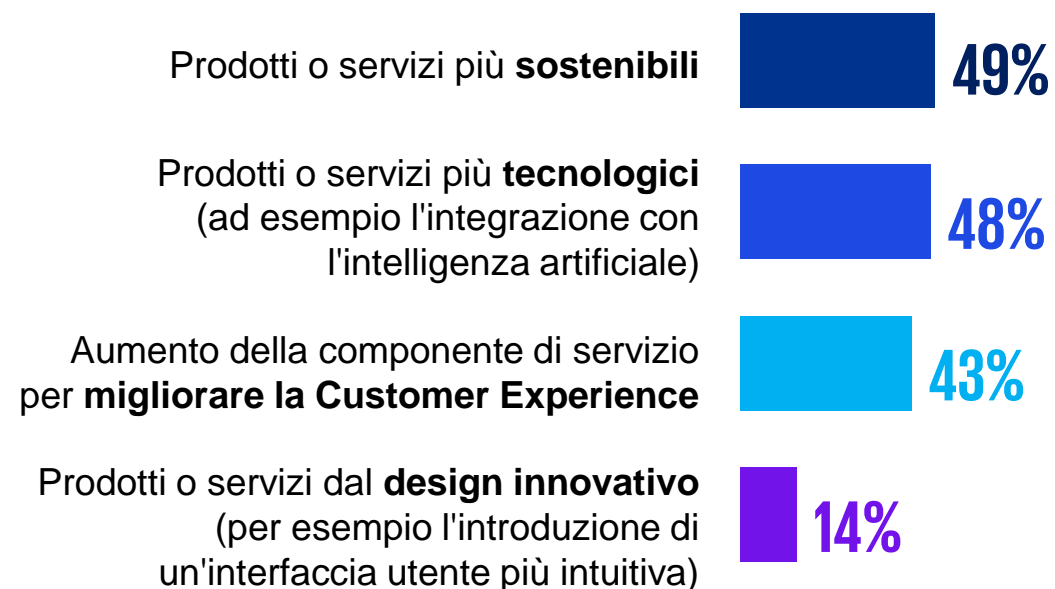 Prodotti o servizi più sostenibili
49%
Prodotti o servizi più tecnologici
(ad esempio l'integrazione con
l'intelligenza artificiale)
48%
Aumento della componente di servizio
per migliorare la Customer Experience
43%
Prodotti o servizi dal design innovativo
(per esempio l'introduzione di
un'interfaccia utente più intuitiva)
14%